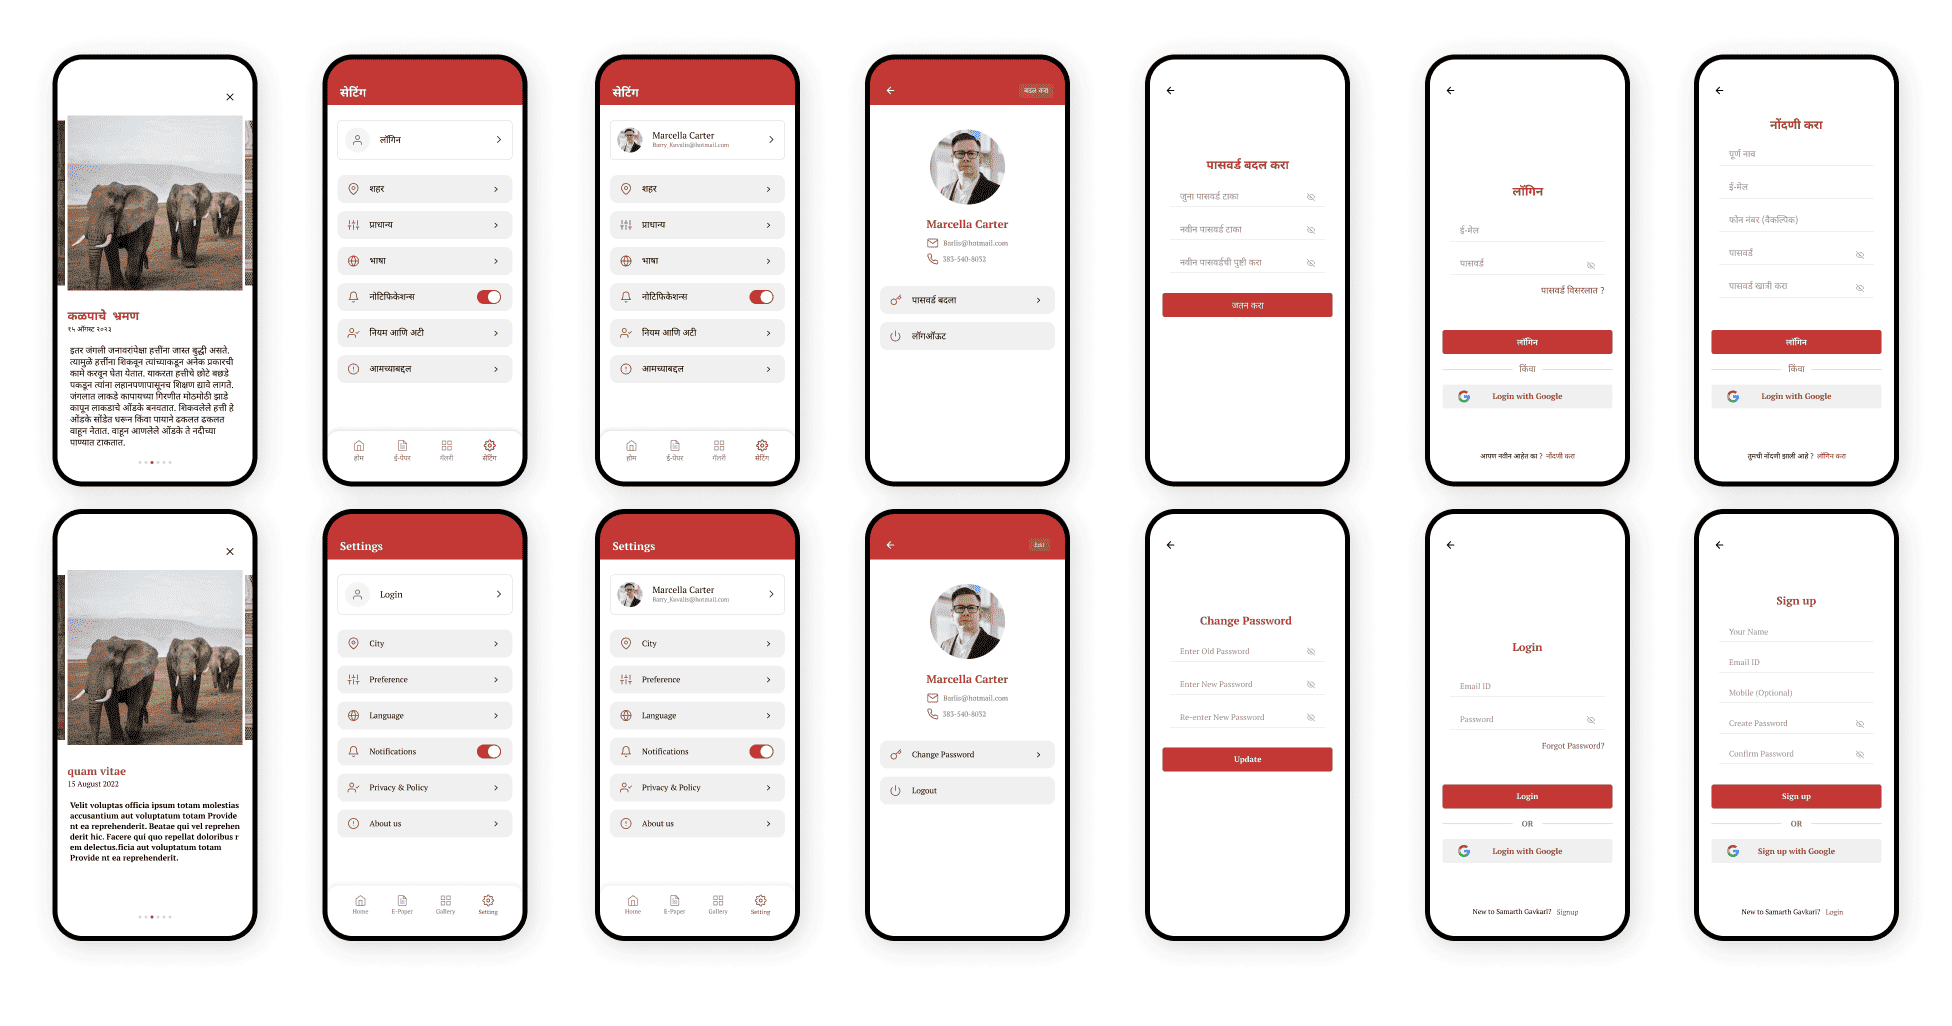 कळपाचे भ्रमण
१५ ऑगस्ट २०२३
इतर जंगली जनावरांपेक्षा हत्तींना जास्त बुद्धी असते.
त्यामुळे हत्तींना शिकवून त्यांच्याकडून अनेक प्रकारची
कामे करवून घेता येतात. याकरता हत्तीचे छोटे बछडे
पकडून त्यांना लहानपणापासूनच शिक्षण द्यावे लागते.
जंगलात लाकडे कापायच्या गिरणीत मोठमोठी झाडे
कापून लाकडाचे ओंडके बनवतात. शिकवलेले हत्ती हे
ओंडके सोंडेत धरून किंवा पायाने ढकलत ढकलत
वाहून नेतात. वाहून आणलेले ओंडके ते नदीच्या
पाण्यात टाकतात.
सेटिंग
लॉगिन
शहर
प्राधान्य
भाषा
नोटिफिकेशन्स
नियम आणि अटी
आमच्याबद्दल
होम ई-पेपर गॅलरी सेटिंग
सेटिंग
Marcella Carter
Barry_Kuvalis@hotmail.com
शहर
प्राधान्य
भाषा
नोटिफिकेशन्स
नियम आणि अटी
आमच्याबद्दल
होम ई-पेपर गॅलरी सेटिंग
बदल करा
Marcella Carter
Barlis@hotmail.com
383-540-8032
पासवर्ड बदला
लॉगऑऊट
पासवर्ड बदल करा
जुना पासवर्ड टाका
नवीन पासवर्ड टाका
नवीन पासवर्डची पुष्टी करा
जतन करा
लॉगिन
ई-मेल
पासवर्ड
पासवर्ड विसरलात ?
लॉगिन
किंवा
Login with Google
आपण नवीन आहेत का ? नोंदणी करा
नोंदणी करा
पूर्ण नाव
ई-मेल
फोन नंबर (वैकल्पिक)
पासवर्ड
पासवर्ड खात्री करा
लॉगिन
किंवा
Login with Google
तुमची नोंदणी झाली आहे ? लॉगिन करा
quam vitae
15 August 2022
Velit voluptas officia ipsum totam molestias
accusantium aut voluptatum totam Provide
nt ea reprehenderit. Beatae qui vel reprehen
derit hic. Facere qui quo repellat doloribus r
em delectus.ficia aut voluptatum totam
Provide nt ea reprehenderit.
Settings
Login
City
Preference
Language
Notifications
Privacy & Policy
About us
Home E-Paper Gallery Setting
Settings
Marcella Carter
Barry_Kuvalis@hotmail.com
City
Preference
Language
Notifications
Privacy & Policy
About us
Home E-Paper Gallery Setting
Edit
Marcella Carter
Barlis@hotmail.com
383-540-8032
Change Password
Logout
Change Password
Enter Old Password
Enter New Password
Re-enter New Password
Update
Login
Email ID
Password
Forgot Password?
Login
OR
Login with Google
New to Samarth Gavkari? Signup
Sign up
Your Name
Email ID
Mobile (Optional)
Create Password
Confirm Password
Sign up
OR
Sign up with Google
New to Samarth Gavkari? Login